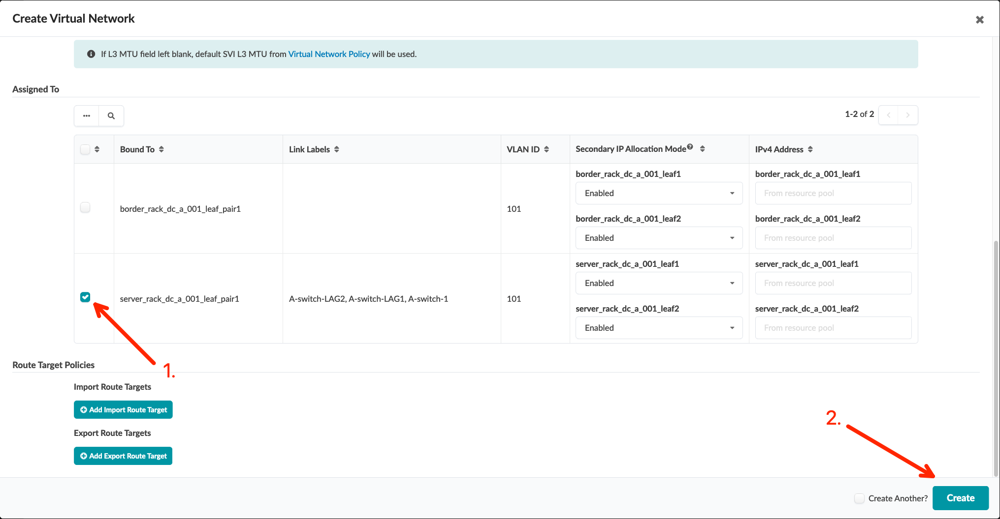 Create Virtual Network
If L3 MTU field left blank, default SVI L3 MTU from Virtual Network Policy will be used.
Assigned To
1-2 of 2
Bound To
Link Labels
VLAN ID
Secondary IP Allocation Mode
IPv4 Address
border_rack_dc_a_001_leaf_pair1
101
border_rack_dc_a_001_leaf1
Enabled
border_rack_dc_a_001_leaf2
Enabled
border_rack_dc_a_001_leaf1
From resource pool
border_rack_dc_a_001_leaf2
From resource pool
server_rack_dc_a_001_leaf_pair1
A-switch-LAG2, A-switch-LAG1, A-switch-1
101
server_rack_dc_a_001_leaf1
Enabled
server_rack_dc_a_001_leaf2
Enabled
server_rack_dc_a_001_leaf1
From resource pool
server_rack_dc_a_001_leaf2
From resource pool
1.
Route Target Policies
Import Route Targets
Add Import Route Target
Export Route Targets
Add Export Route Target
2.
Create Another?
Create